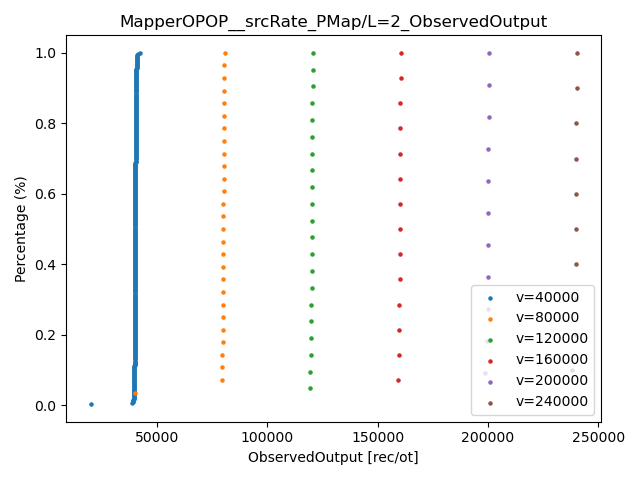 MapperOPOP__srcRate_PMap/L=2_ObservedOutput
1.0
0.8
0.6
0.4
0.2
0.0
Percentage (%)
v=40000
v=80000
v=120000
v=160000
v=200000
v=240000
50000 100000 150000 200000 250000
ObservedOutput [rec/ot]